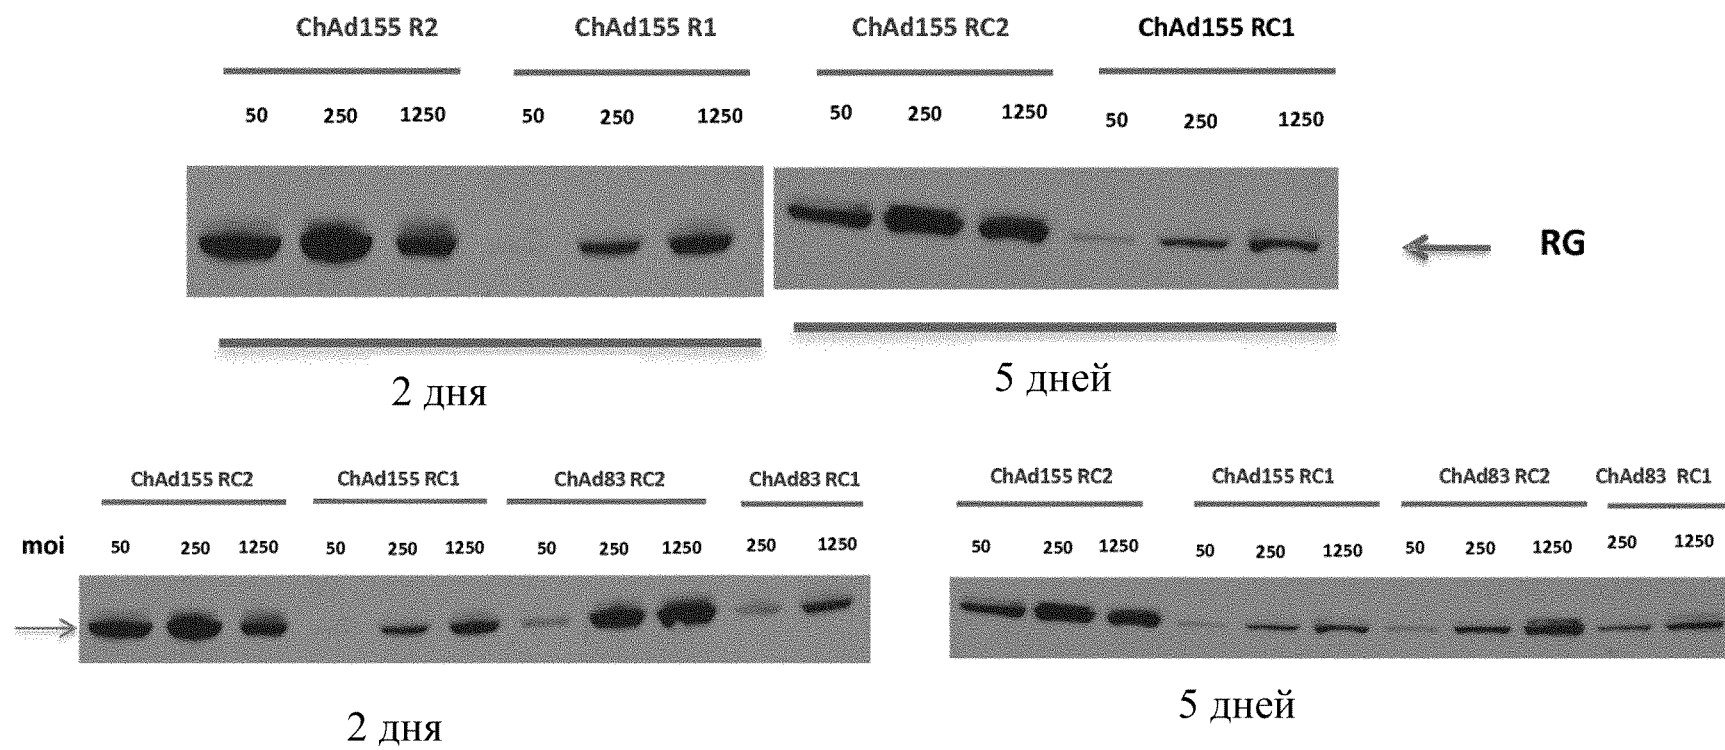 ChAd155 R2 ChAd155 R1 ChAd155 RC2 ChAd155 RC1
50 250 1250 50 250 1250 50 250 1250 50 250 1250
RG
2 дня 5 дней
ChAd155 RC2 ChAd155 RC1 ChAd83 RC2 ChAd83 RC1 ChAd155 RC2 ChAd155 RC1 ChAd83 RC2 ChAd83 RC1
moi 50 250 1250 50 250 1250 50 250 1250 250 1250 50 250 1250 50 250 1250 50 250 1250 250 1250
2 дня 5 дней